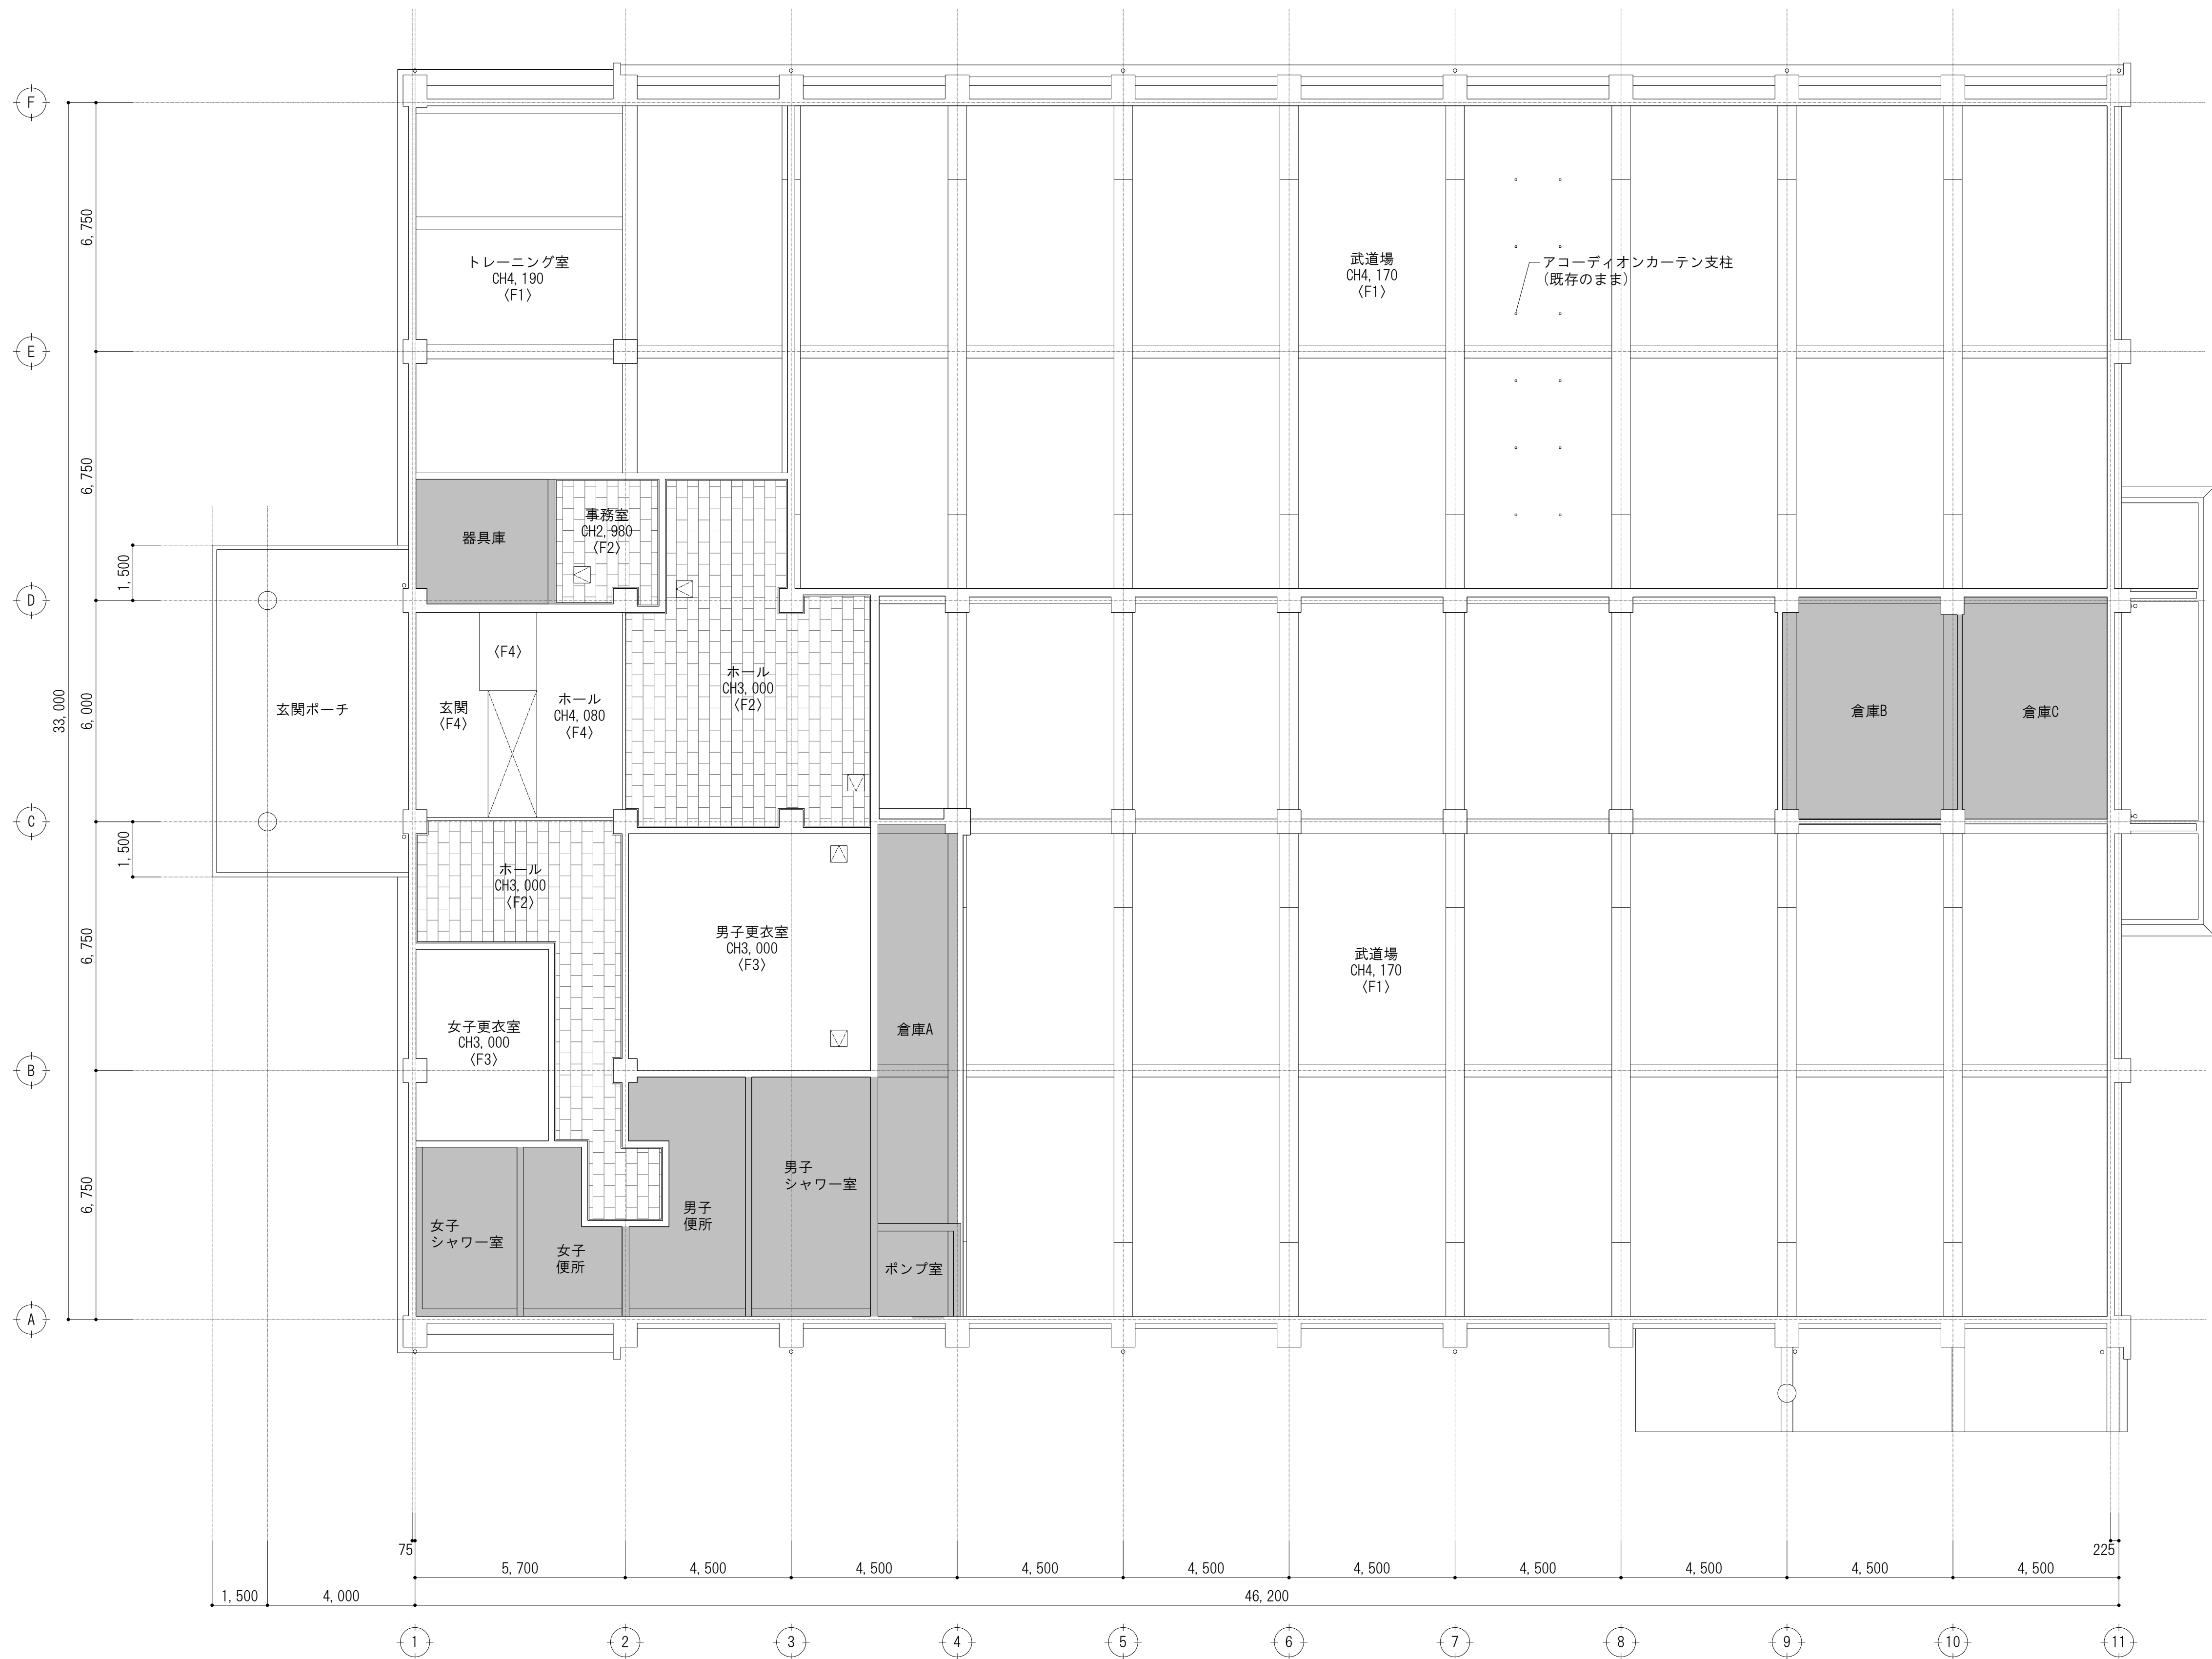 F
E
D
C
B
A
6,750
6,750
6,000
6,750
6,750
33,000
1,500
1,500
トレーニング室
CH4,190
〈F1〉
武道場
CH4,170
〈F1〉
アコーディオンカーテン支柱
(既存のまま)
器具庫
事務室
CH2,980
〈F2〉
玄関ポーチ
玄関
〈F4〉
〈F4〉
ホール
CH4,080
〈F4〉
ホール
CH3,000
〈F2〉
倉庫B
倉庫C
ホール
CH3,000
〈F2〉
男子更衣室
CH3,000
〈F3〉
武道場
CH4,170
〈F1〉
女子更衣室
CH3,000
〈F3〉
倉庫A
女子
シャワー室
女子
便所
男子
便所
男子
シャワー室
ポンプ室
75
225
5,700
4,500
4,500
4,500
4,500
4,500
4,500
4,500
4,500
4,500
1,500
4,000
46,200
1
2
3
4
5
6
7
8
9
10
11